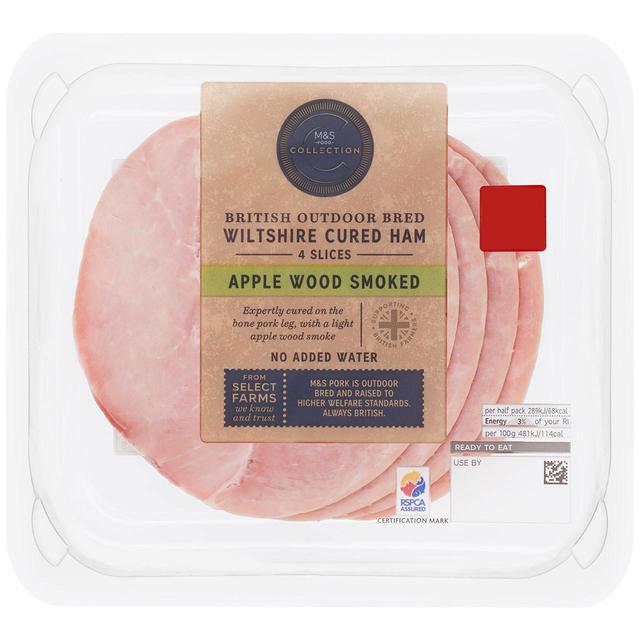 M&S
FOOD
COLLECTION
BRITISH OUTDOOR BRED
WILTSHIRE CURED HAM
4 SLICES
APPLE WOOD SMOKED
Expertly cured on the
bone pork leg, with a light
apple wood smoke
SUPPORTING
BRITISH FARMERS
NO ADDED WATER
FROM
SELECT
FARMS
we know
and trust
M&S PORK IS OUTDOOR
BRED AND RAISED TO
HIGHER WELFARE STANDARDS.
ALWAYS BRITISH.
per half pack 289kJ/68kcal
Energy 3% of your RI
per 100g 481kJ/114cal
READY TO EAT
USE BY
RSPCA
ASSURED
CERTIFICATION MARK